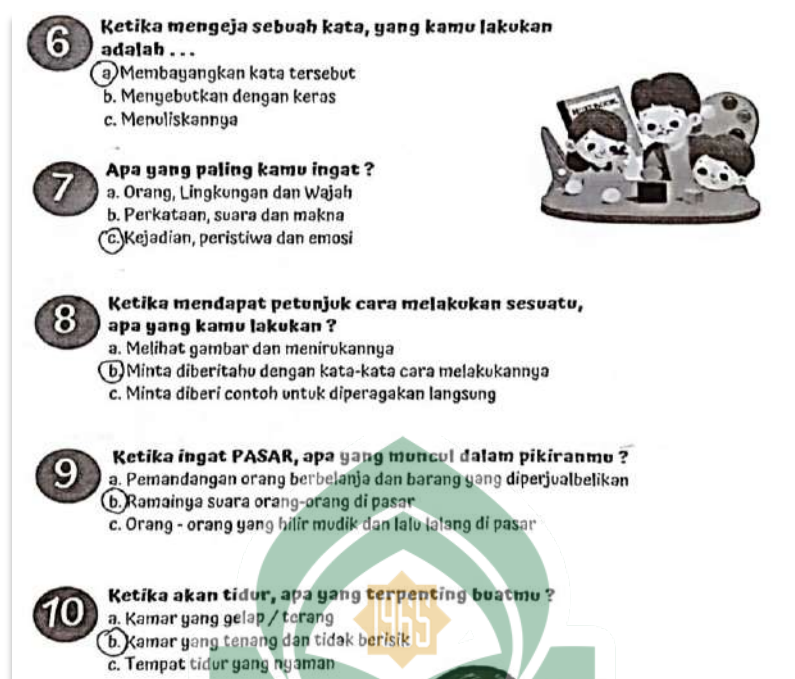 6
Ketika mengeja sebuah kata, yang kamu lakukan
adalah . . .
a. Membayangkan kata tersebut
b. Menyebutkan dengan keras
c. Menuliskannya
NOTEBOOK
7
Apa yang paling kamu ingat ?
a. Orang, Lingkungan dan Wajah
b. Perkataan, suara dan makna
c. Kejadian, peristiwa dan emosi
8
Ketika mendapat petunjuk cara melakukan sesuatu,
apa yang kamu lakukan ?
a. Melihat gambar dan menirukannya
b. Minta diberitahu dengan kata-kata cara melakukannya
c. Minta diberi contoh untuk diperagakan langsung
9
Ketika ingat PASAR, apa yang muncul dalam pikiranmu ?
a. Pemandangan orang berbelanja dan barang yang diperjualbelikan
b. Ramainya suara orang-orang di pasar
c. Orang - orang yang hilir mudik dan lalu lalang di pasar
10
Ketika akan tidur, apa yang terpenting buatmu ?
a. Kamar yang gelap / terang
b. Kamar yang tenang dan tidak berisik
c. Tempat tidur yang nyaman
1965